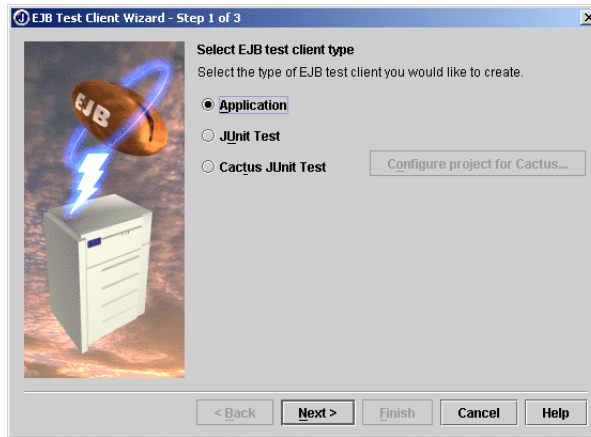 EJB Test Client Wizard - Step 1 of 3
Select EJB test client type
Select the type of EJB test client you would like to create.
EJB
Application
JUnit Test
Cactus JUnit Test
Configure project for Cactus...
< Back
Next >
Finish
Cancel
Help